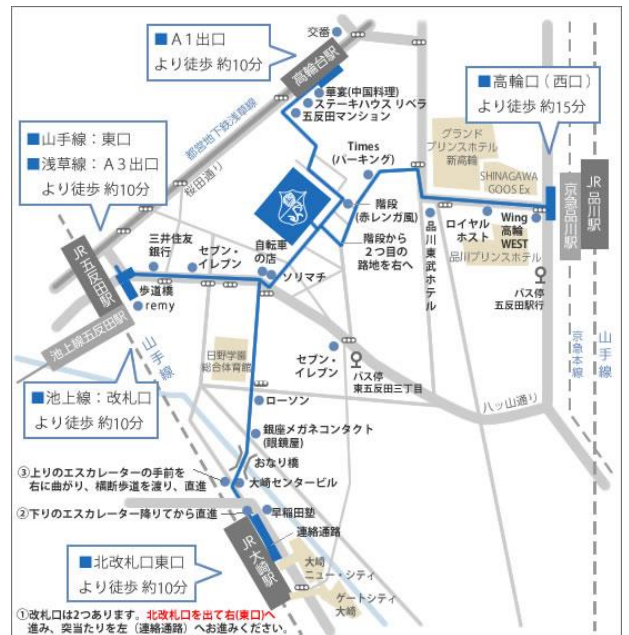 交番
■A1出口
より徒歩 約10分
高輪台駅
華宴(中国料理)
ステーキハウス リベラ
五反田マンション
■高輪口(西口)
より徒歩 約15分
都営地下鉄浅草線
桜田通り
■山手線：東口
■浅草線：A3出口
より徒歩 約10分
Times
(パーキング)
グランド
プリンスホテル
新高輪
SHINAGAWA
GOOS Ex
JR 品川駅
京急品川駅
階段
(赤レンガ風)
階段から
2つ目の
路地を右へ
品川東武ホテル
ロイヤル
ホスト
Wing
高輪
WEST
品川プリンスホテル
バス停
五反田駅行
三井住友
銀行
セブン・
イレブン
自転車
の店
ソリマチ
JR 五反田駅
歩道橋
remy
池上線五反田駅
山手線
京急本線
山手線
日野学園
総合体育館
セブン・
イレブン
バス停
東五反田三丁目
八ッ山通り
■池上線：改札口
より徒歩 約10分
ローソン
銀座メガネコンタクト
(眼鏡屋)
おなり橋
③上りのエスカレーターの手前を
右に曲がり、横断歩道を渡り、直進
大崎センタービル
②下りのエスカレーター降りてから直進
早稲田塾
連絡通路
JR 大崎駅
■北改札口東口
より徒歩 約10分
大崎
ニュー・シティ
ゲートシティ
大崎
①改札口は2つあります。北改札口を出て右(東口)へ
進み、突当たりを左（連絡通路）へお進みください。